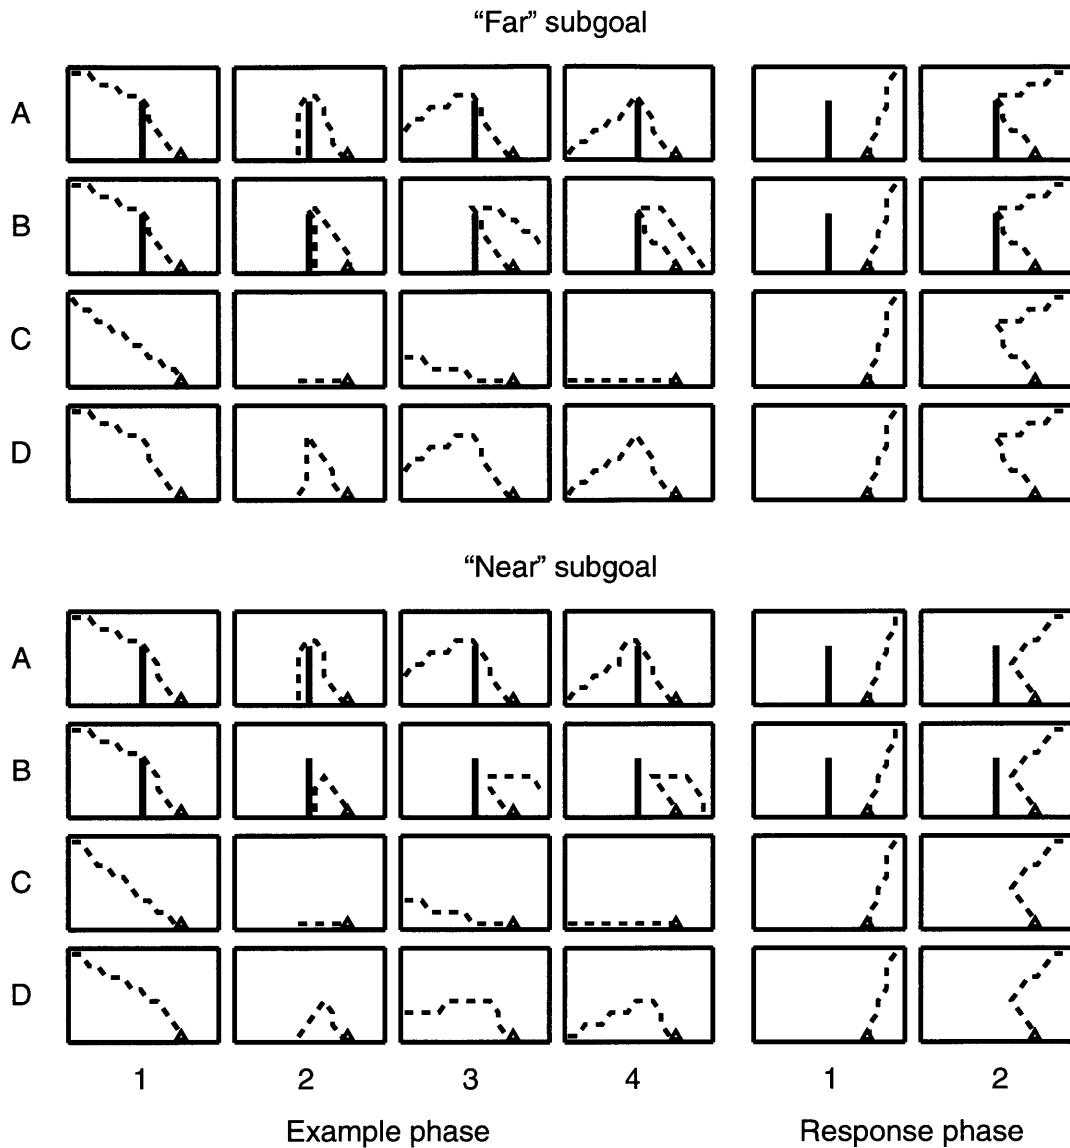 “Far” subgoal
A
B
C
D
“Near” subgoal
A
B
C
D
1 2 3 4 1 2
Example phase Response phase